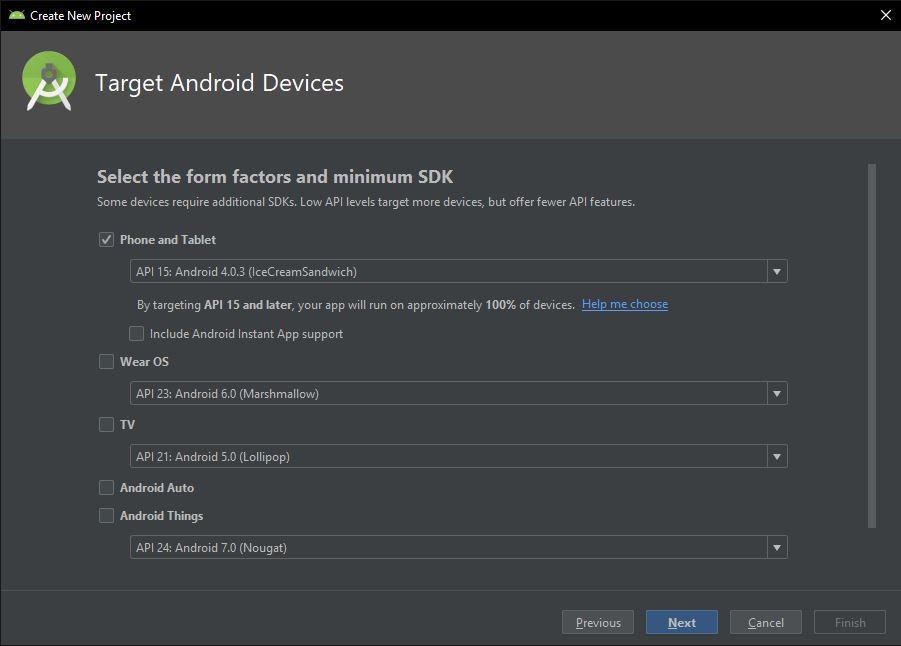 Create New Project
Target Android Devices
Select the form factors and minimum SDK
Some devices require additional SDKs. Low API levels target more devices, but offer fewer API features.
Phone and Tablet
API 15: Android 4.0.3 (IceCreamSandwich)
By targeting API 15 and later, your app will run on approximately 100% of devices. Help me choose
Include Android Instant App support
Wear OS
API 23: Android 6.0 (Marshmallow)
TV
API 21: Android 5.0 (Lollipop)
Android Auto
Android Things
API 24: Android 7.0 (Nougat)
Previous Next Cancel Finish